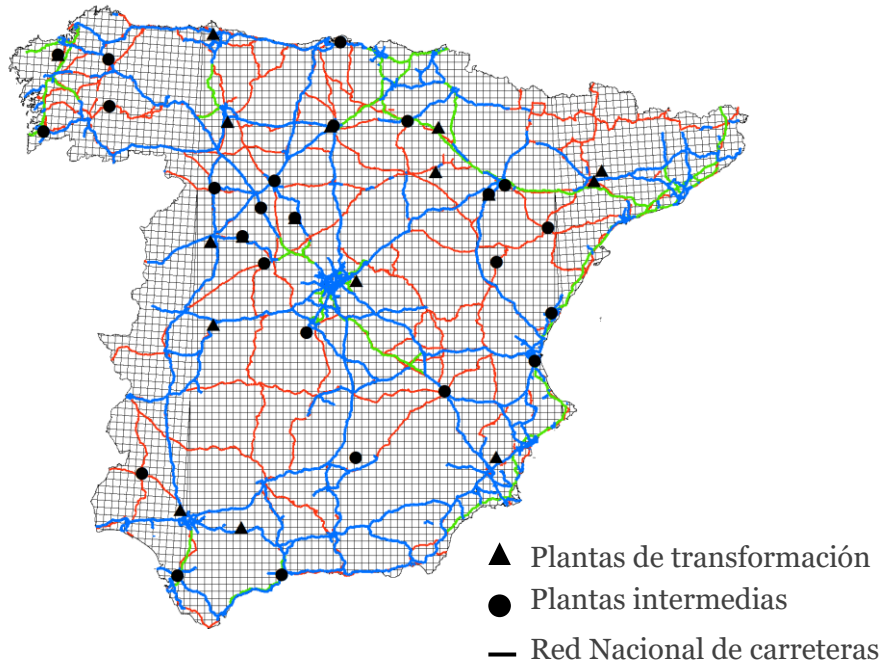 Plantas de transformación
Plantas intermedias
Red Nacional de carreteras